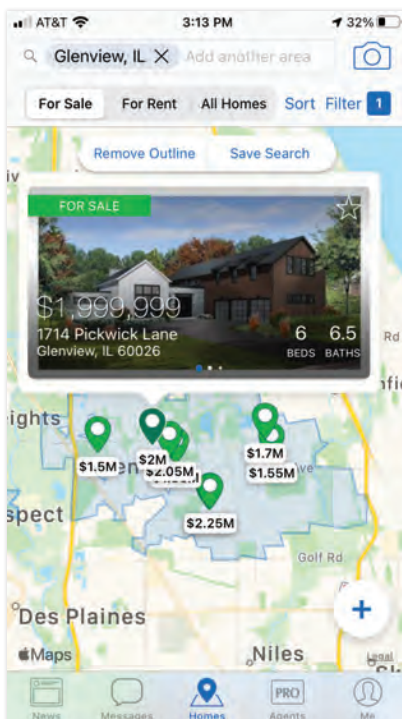 AT&T 3:13 PM 32%
Glenview, IL X Add another area
For Sale For Rent All Homes Sort Filter 1
Remove Outline Save Search
FOR SALE
$1,999,999
1714 Pickwick Lane
Glenview, IL 60026
6 6.5
BEDS BATHS
Rd
ights
$1.5M
$2M
$2.05M
$1.7M
$1.55M
ve
$2.25M
spect
Golf Rd
Des Plaines
+
Maps
Niles
Legal
Sk
News Messages Homes PRO Agents Me